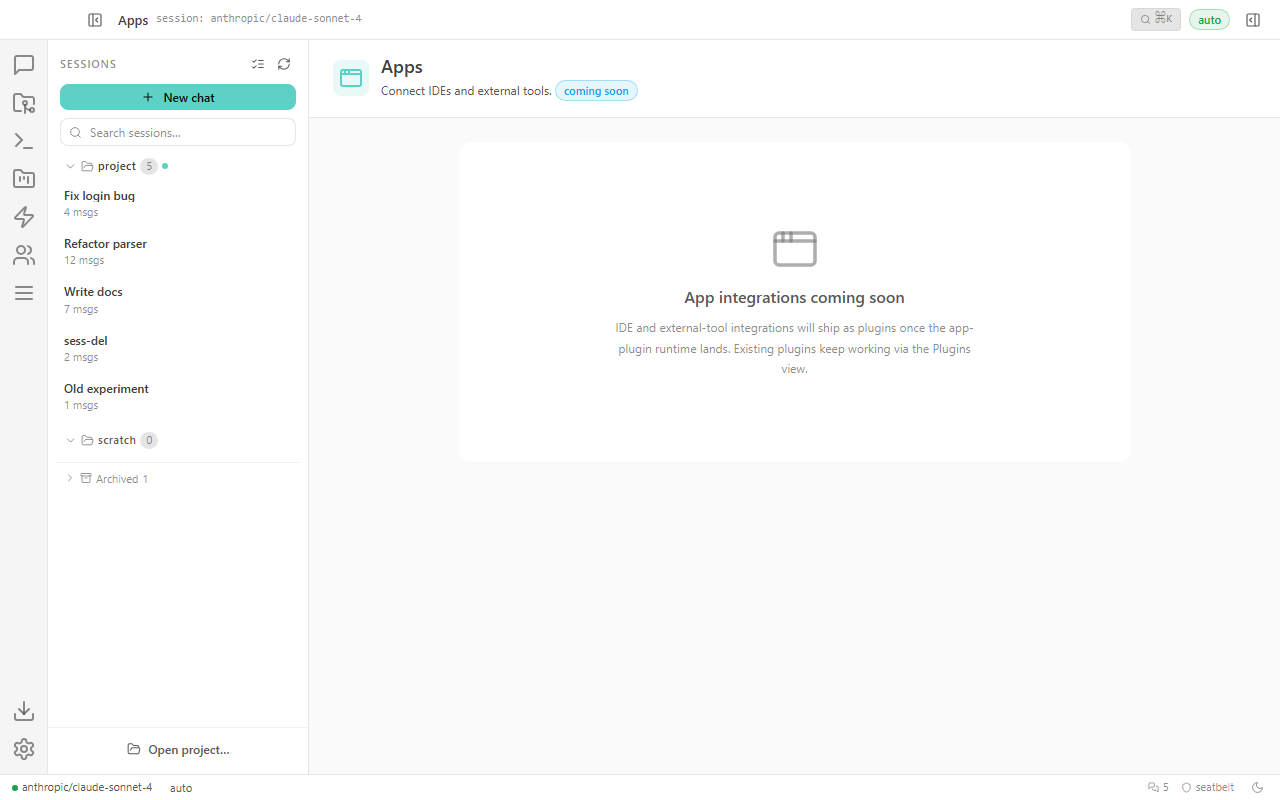 Apps session: anthropic/claude-sonnet-4
⌘K
auto
SESSIONS
New chat
Search sessions...
project 5
Fix login bug
4 msgs
Refactor parser
12 msgs
Write docs
7 msgs
sess-del
2 msgs
Old experiment
1 msgs
scratch 0
Archived 1
Open project...
Apps
Connect IDEs and external tools. coming soon
App integrations coming soon
IDE and external-tool integrations will ship as plugins once the app-
plugin runtime lands. Existing plugins keep working via the Plugins
view.
anthropic/claude-sonnet-4 auto
5 seatbelt